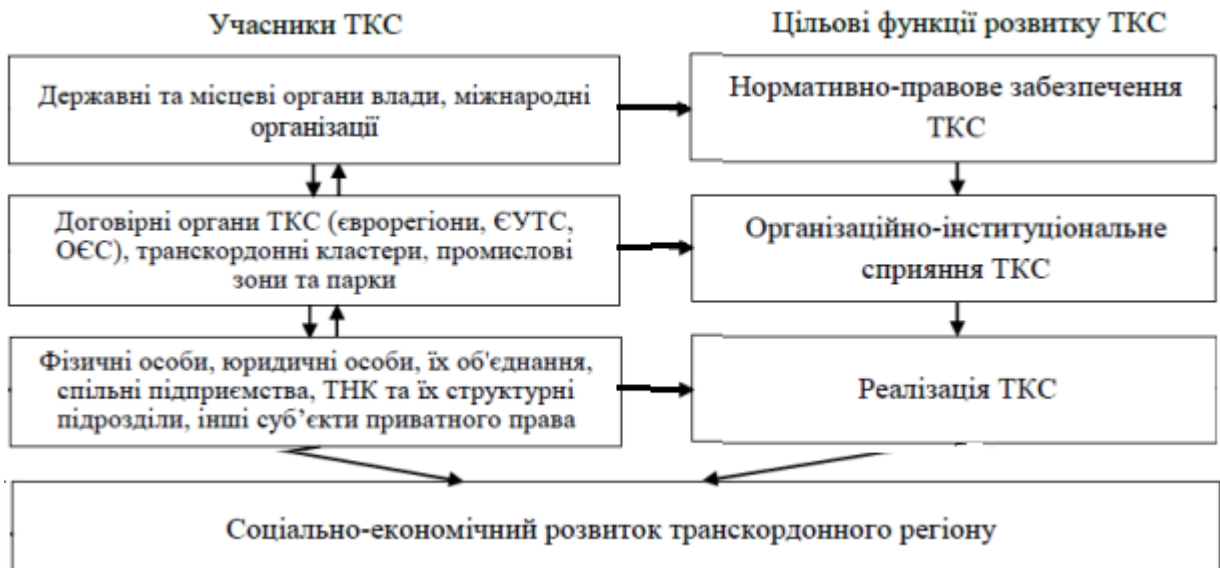 Учасники ТКС
Цільові функції розвитку ТКС
Державні та місцеві органи влади, міжнародні
організації
Нормативно-правове забезпечення
ТКС
Договірні органи ТКС (єврорегіони, ЄУТС,
ОЄС), транскордонні кластери, промислові
зони та парки
Організаційно-інституціональне
сприяння ТКС
Фізичні особи, юридичні особи, їх об'єднання,
спільні підприємства, ТНК та їх структурні
підрозділи, інші суб’єкти приватного права
Реалізація ТКС
Соціально-економічний розвиток транскордонного регіону